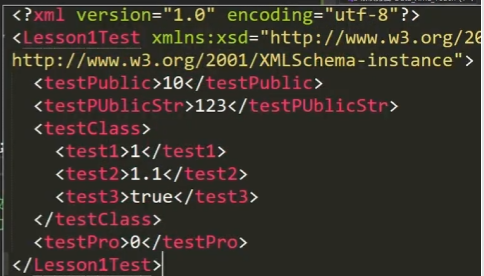 <?xml version="1.0" encoding="utf-8"?>
<Lesson1Test xmlns:xsd="http://www.w3.org/20
http://www.w3.org/2001/XMLSchema-instance">
<testPublic>10</testPublic>
<testPUblicStr>123</testPUblicStr>
<testClass>
<test1>1</test1>
<test2>1.1</test2>
<test3>true</test3>
</testClass>
<testPro>0</testPro>
</Lesson1Test>